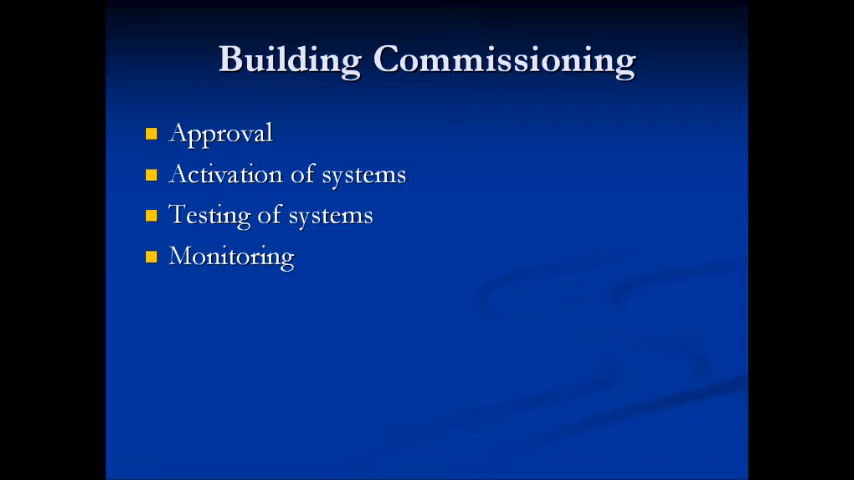 Building Commissioning
Approval
Activation of systems
Testing of systems
Monitoring